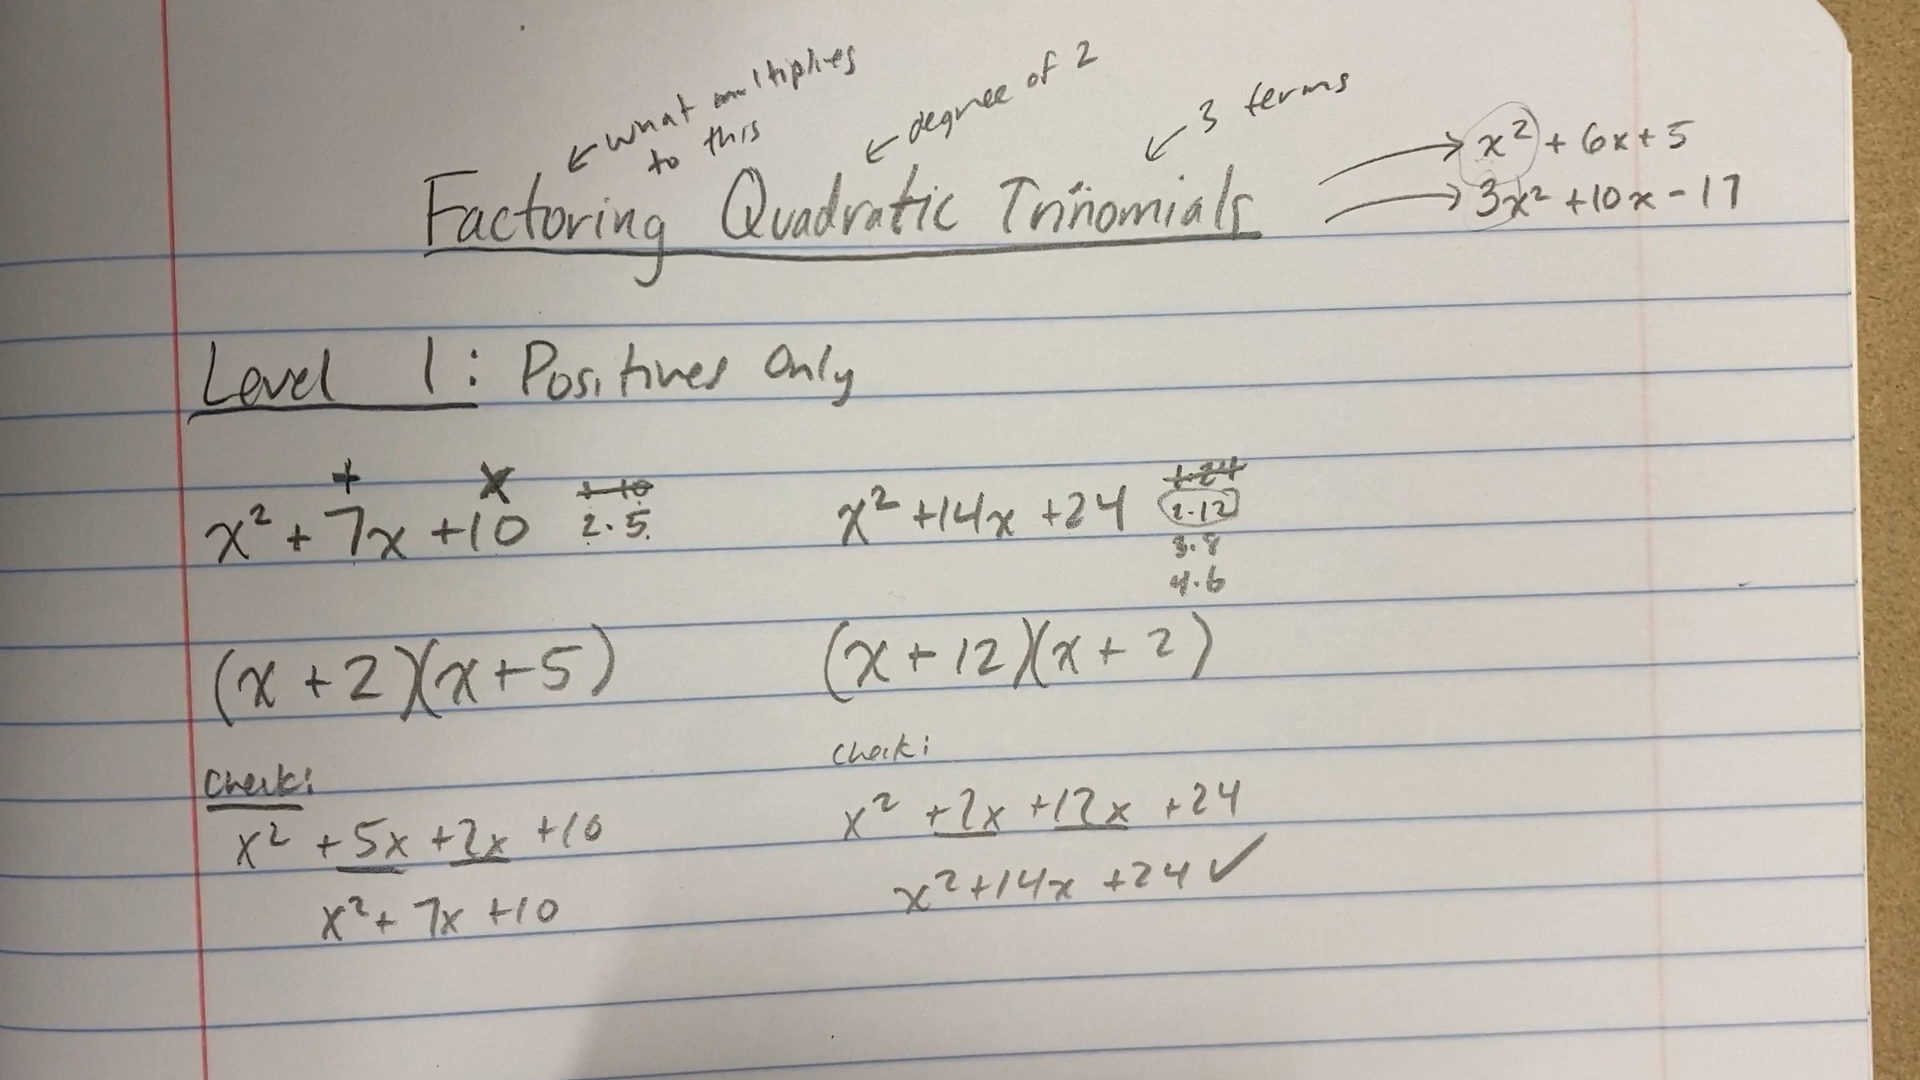 ← what multiplies
to this
← degree of 2
← 3 terms
Factoring Quadratic Trinomials
→ x² + 6x + 5
→ 3x² + 10x - 17
Level 1: Positives Only
+ ×
x² + 7x + 10
1·10
2·5
(x + 2)(x + 5)
Check:
x² + 5x + 2x + 10
x² + 7x + 10
x² + 14x + 24
1·24
2·12
3·8
4·6
(x + 12)(x + 2)
Check:
x² + 2x + 12x + 24
x² + 14x + 24 ✓